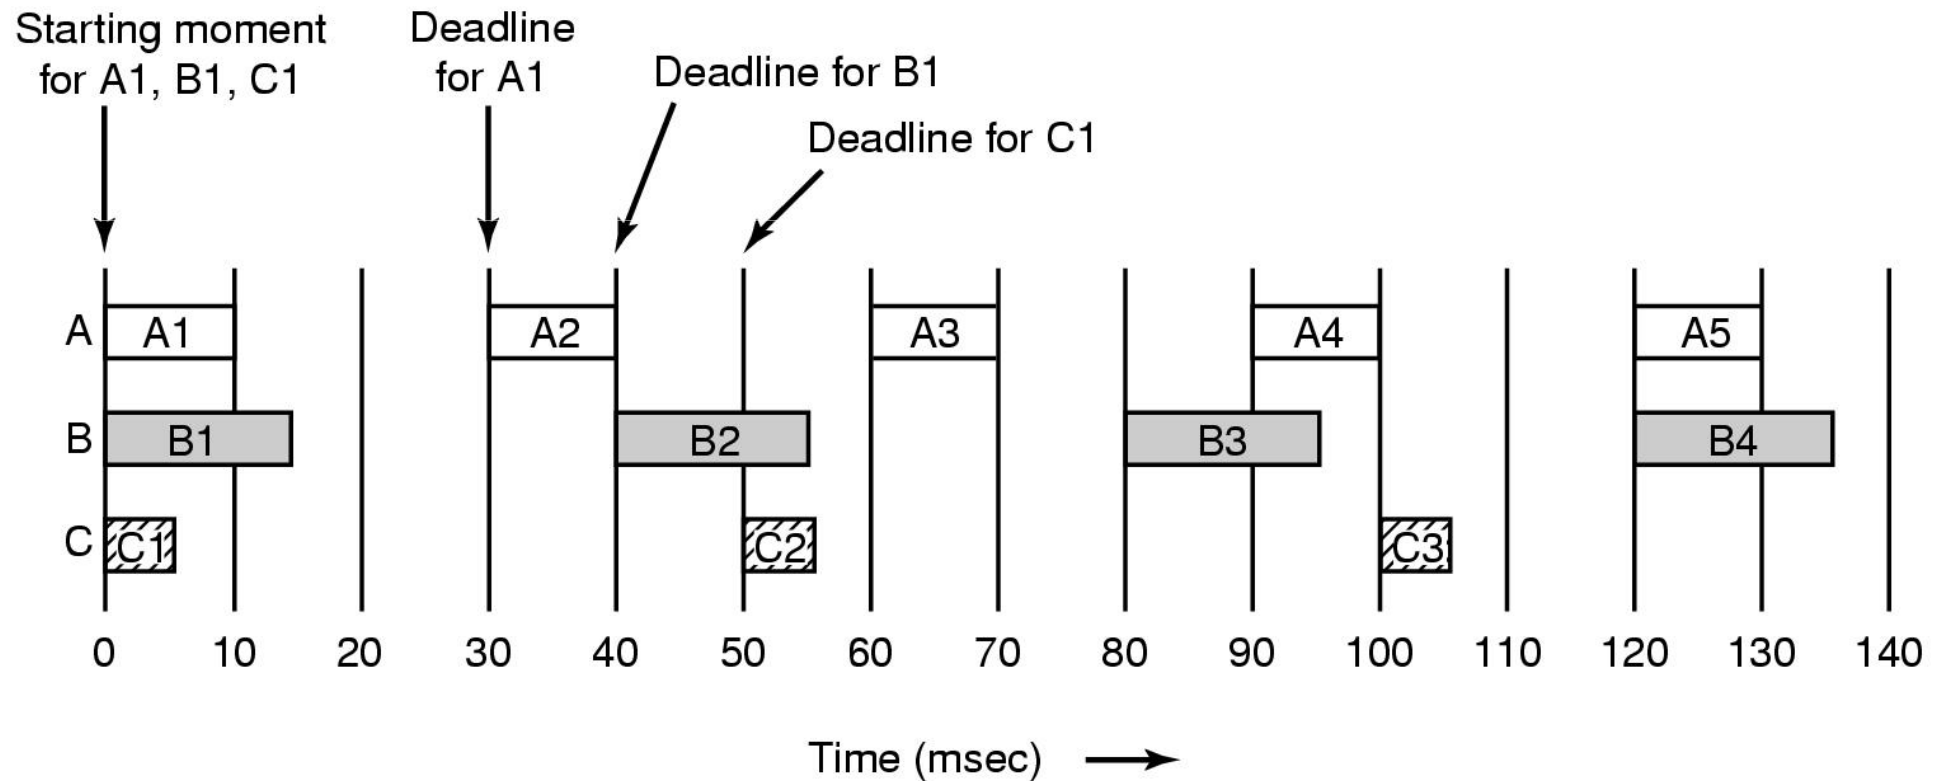 Starting moment
for A1, B1, C1
Deadline
for A1
Deadline for B1
Deadline for C1
A A1 A2 A3 A4 A5
B B1 B2 B3 B4
C C1 C2 C3
0 10 20 30 40 50 60 70 80 90 100 110 120 130 140
Time (msec)